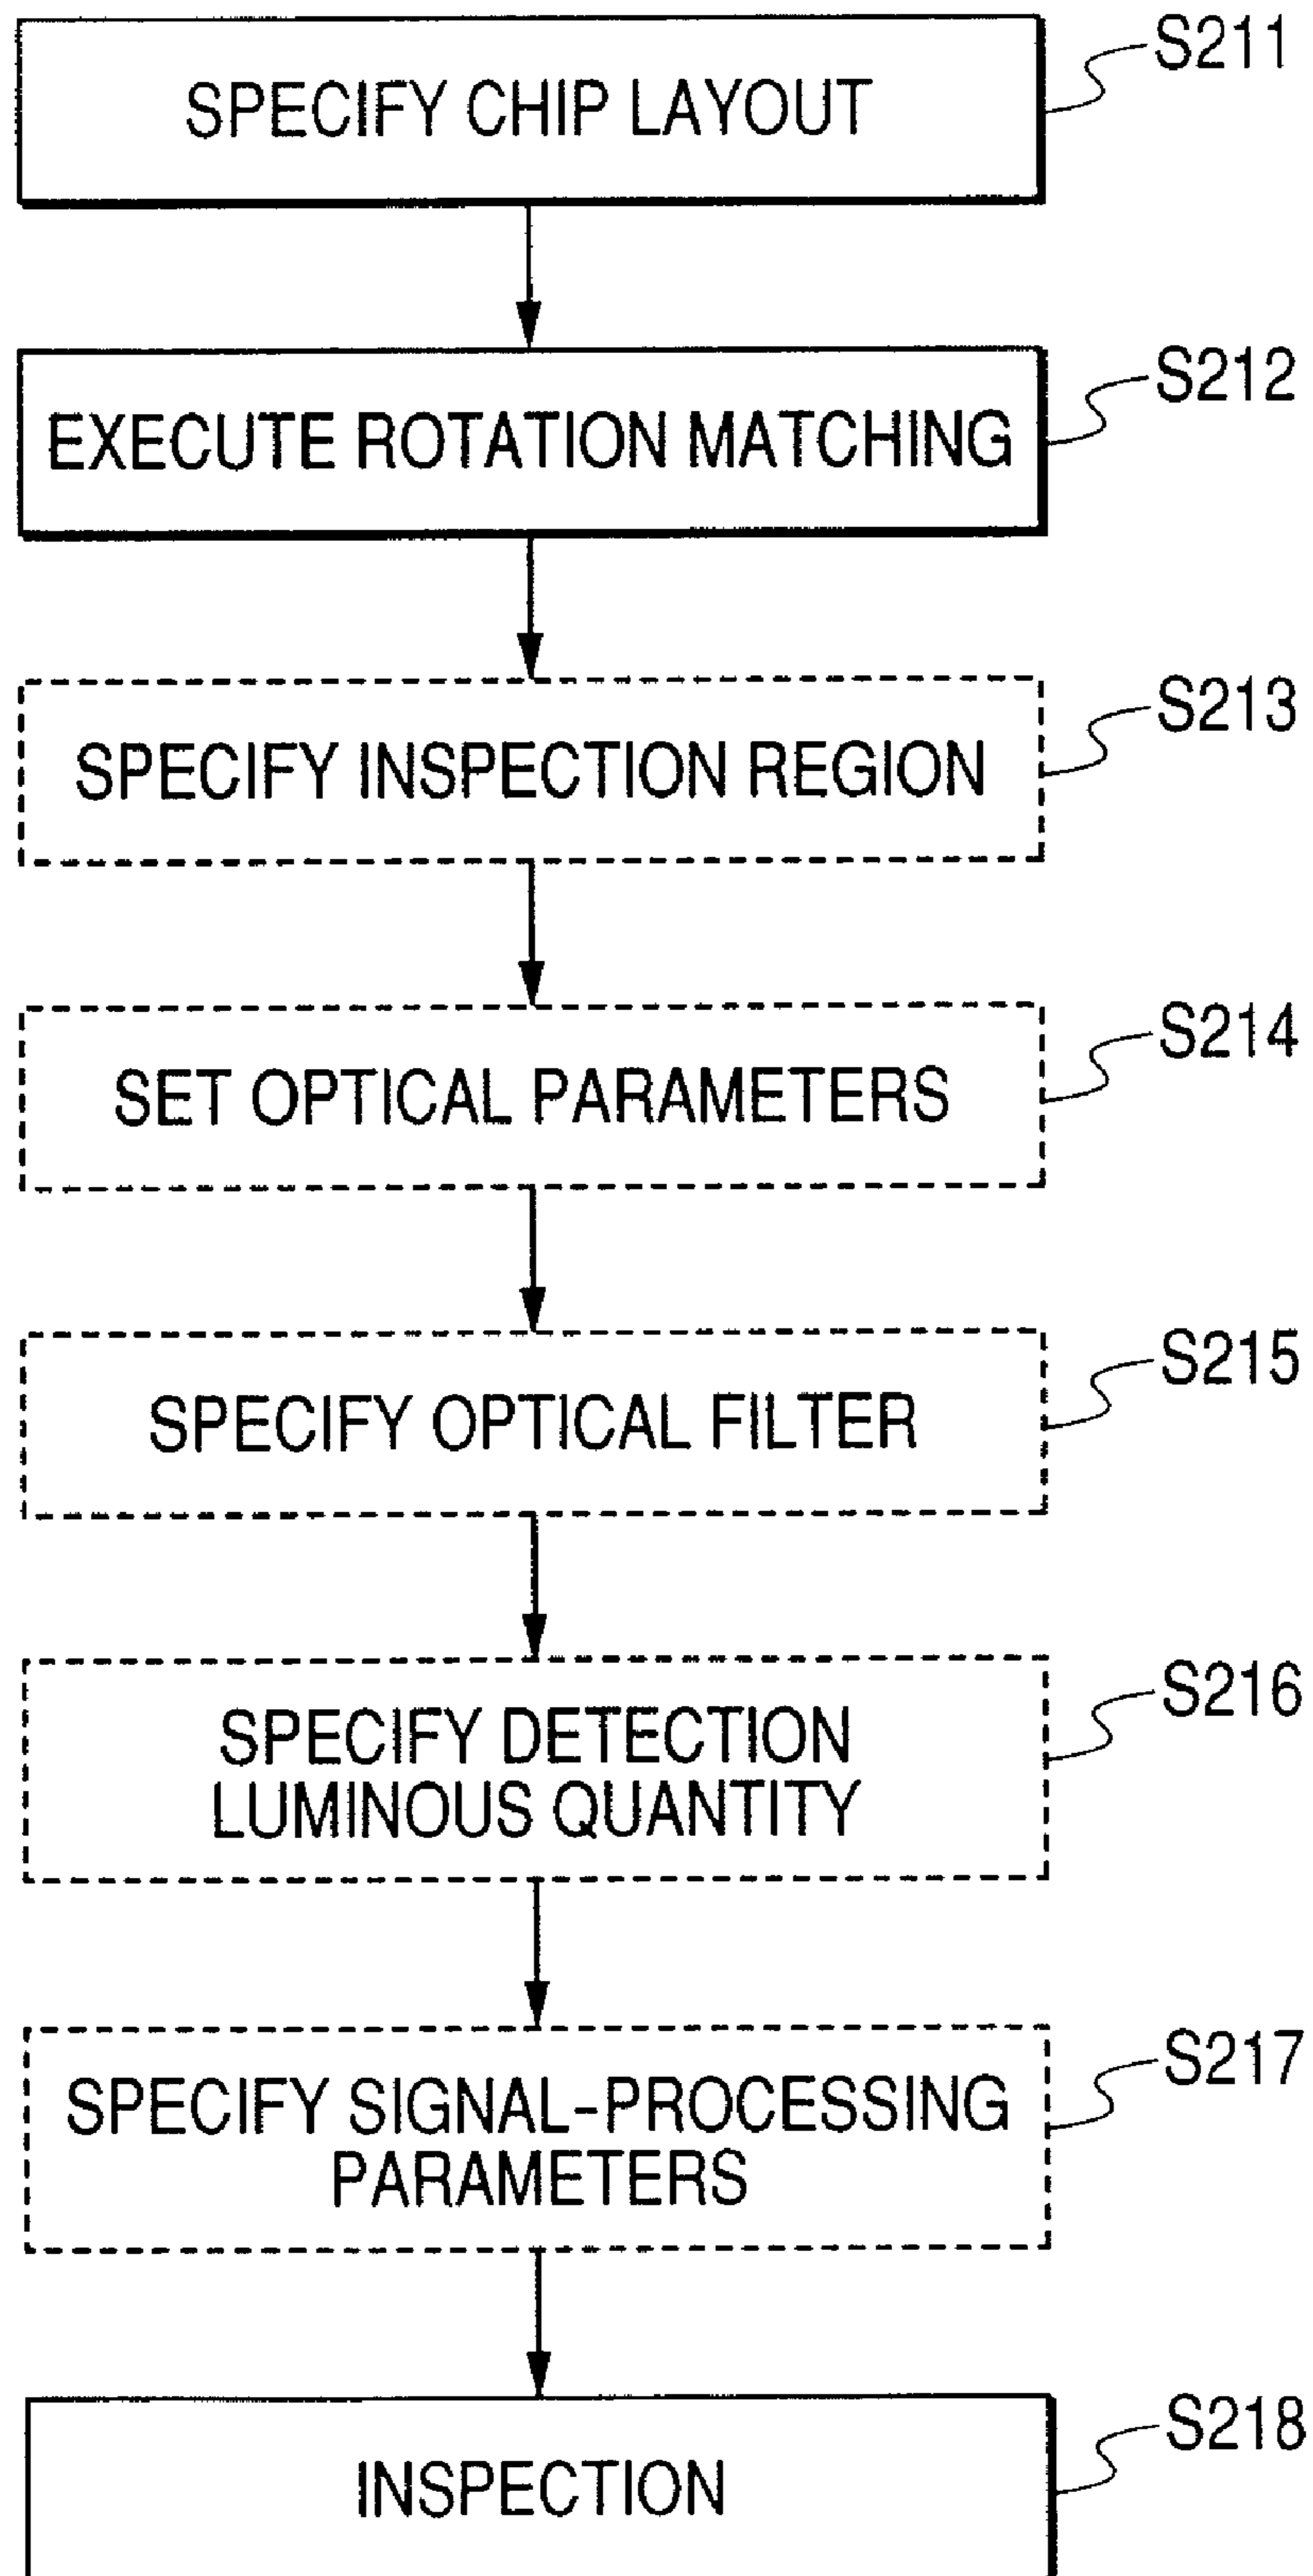 SPECIFY CHIP LAYOUT
S211
EXECUTE ROTATION MATCHING
S212
SPECIFY INSPECTION REGION
S213
SET OPTICAL PARAMETERS
S214
SPECIFY OPTICAL FILTER
S215
SPECIFY DETECTION
LUMINOUS QUANTITY
S216
SPECIFY SIGNAL-PROCESSING
PARAMETERS
S217
INSPECTION
S218